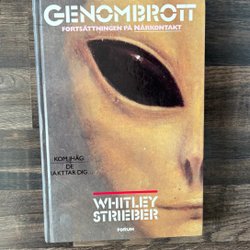 GENOMBROTT
FORTSÄTTNINGEN PÅ NÄRKONTAKT
KOM IHÅG
DE
IAKTTAR DIG...
WHITLEY
STRIEBER
FORUM